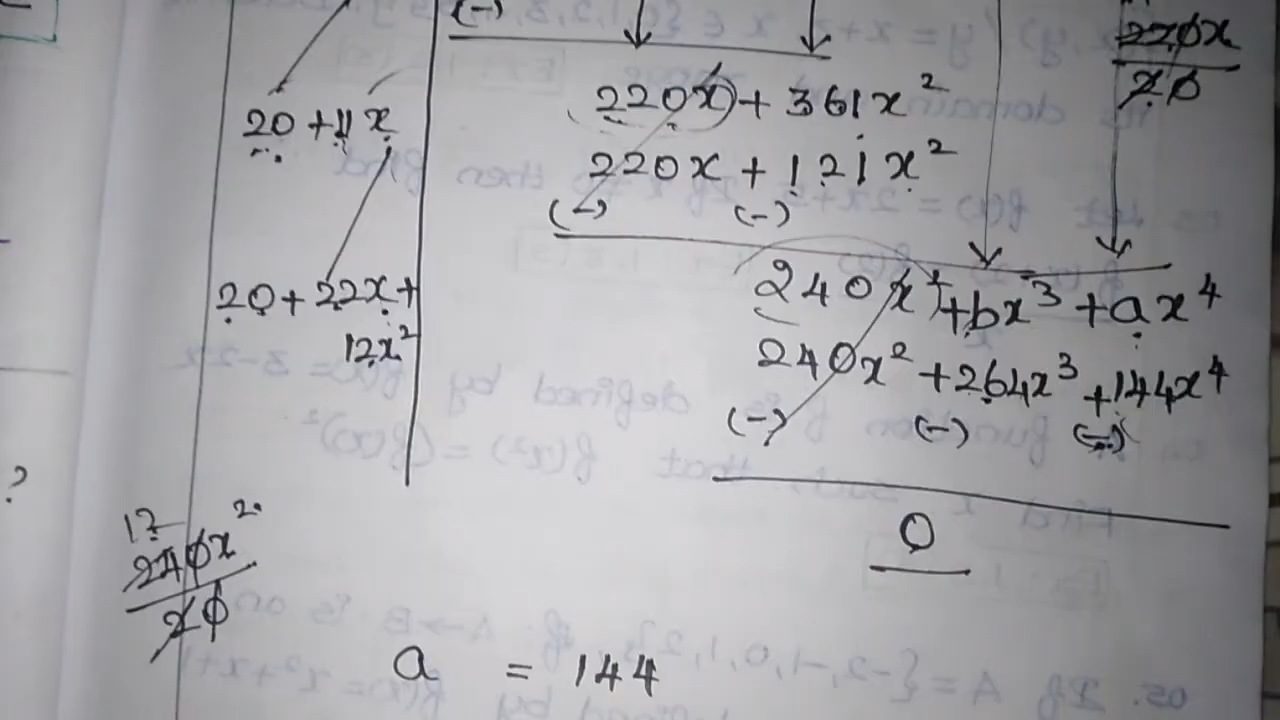 (-)
220x
20
20 + 11x
220x + 361x²
220x + 121x²
(-) (-)
20 + 22x +
12x²
240x² + bx³ + ax⁴
240x² + 264x³ + 144x⁴
(-) (-) (-)
0
?
12
240x²
20
a = 144